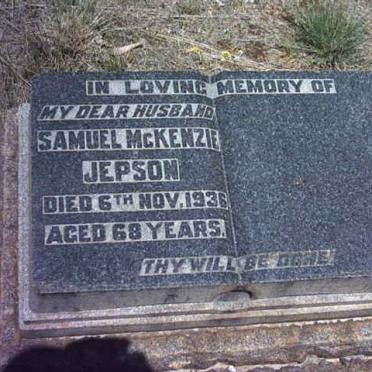 IN LOVING MEMORY OF
MY DEAR HUSBAND
SAMUEL McKENZIE
JEPSON
DIED 6TH NOV. 1936
AGED 68 YEARS.
THY WILL BE DONE.